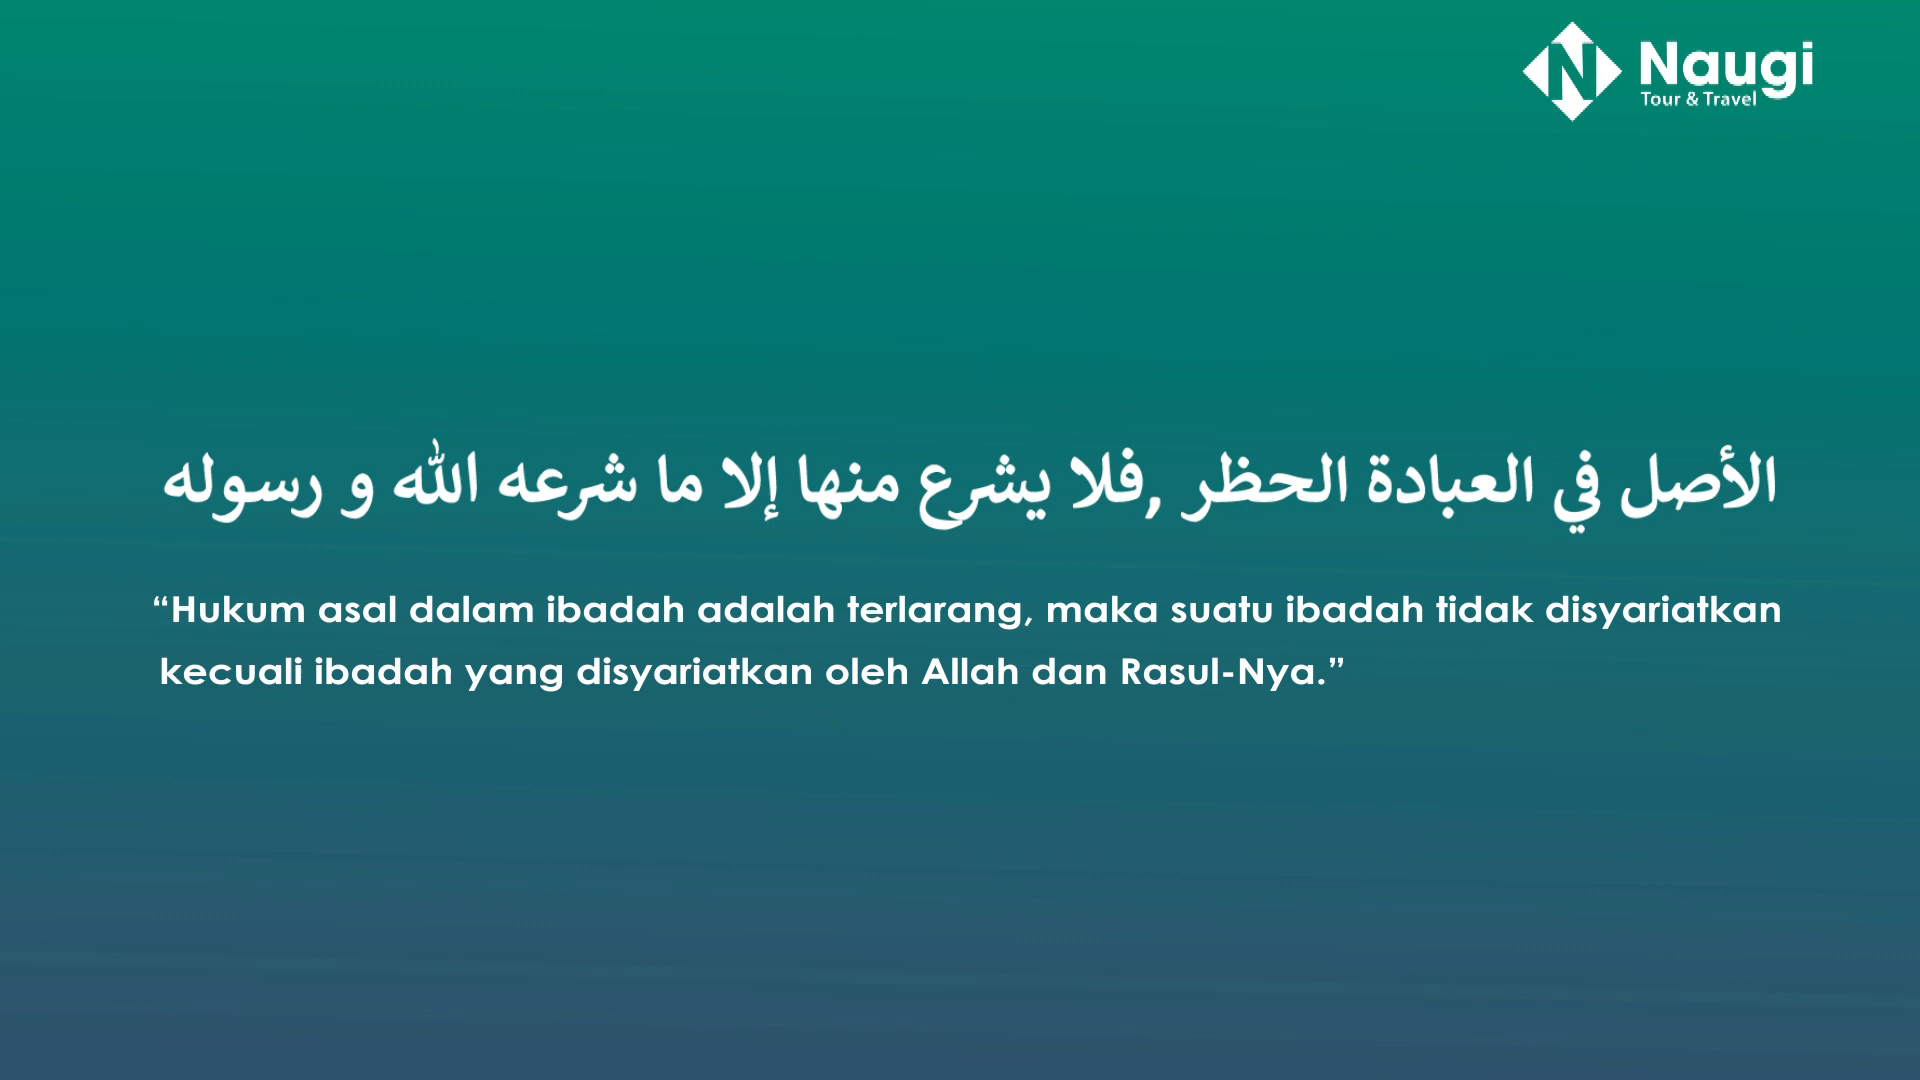 Naugi
Tour & Travel
الأصل في العبادة الحظر ,فلا يشرع منها إلا ما شرعه الله و رسوله
“Hukum asal dalam ibadah adalah terlarang, maka suatu ibadah tidak disyariatkan
kecuali ibadah yang disyariatkan oleh Allah dan Rasul-Nya.”